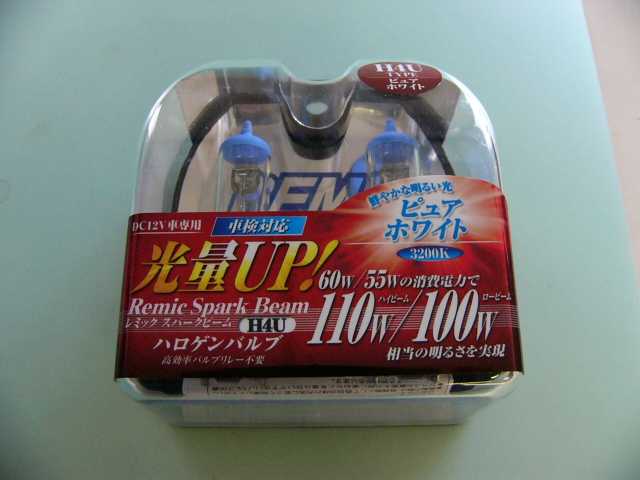 H4U
TYPE
ピュア
ホワイト
REMI
鮮やかな明るい光
ピュア
ホワイト
3200K
DC12V車専用
車検対応
光量UP!
60W/55Wの消費電力で
ハイビーム ロービーム
110W/100W
相当の明るさを実現
Remic Spark Beam
レミック スパークビーム H4U
ハロゲンバルブ
高効率バルブリレー不要